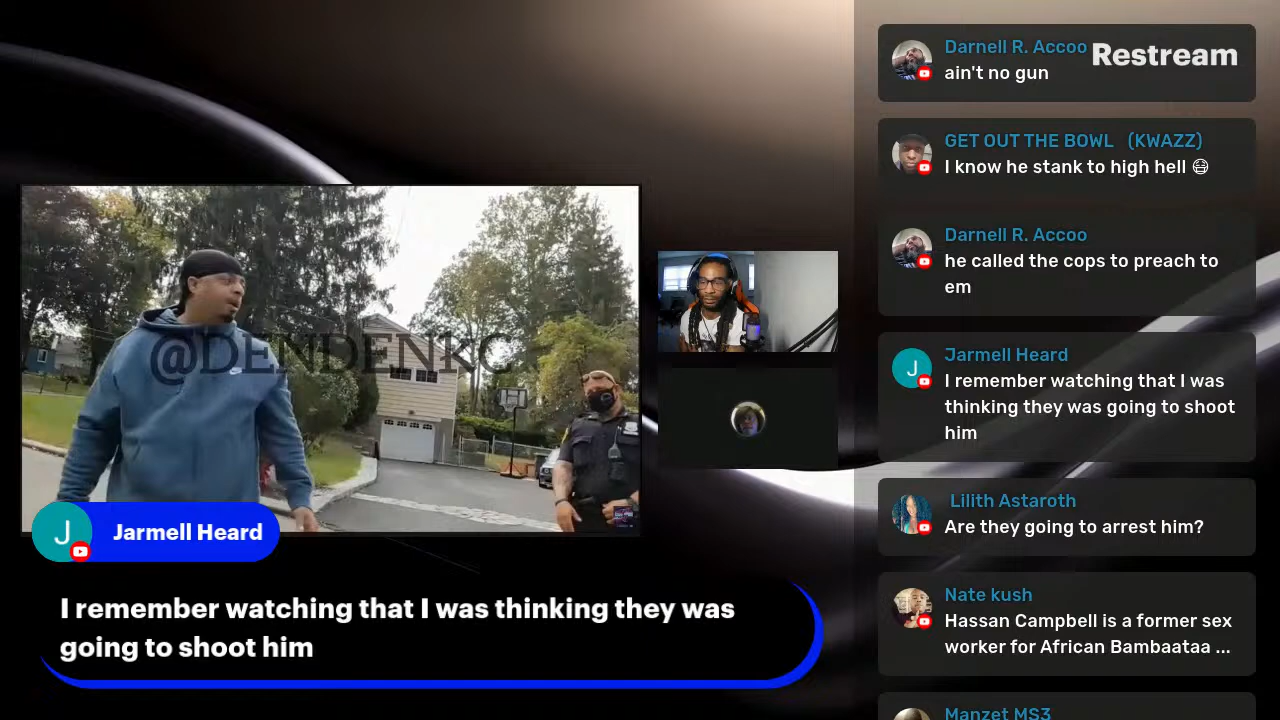 Darnell R. Accoo
Restream
ain't no gun
GET OUT THE BOWL (KWAZZ)
I know he stank to high hell 😷
Darnell R. Accoo
he called the cops to preach to
em
Jarmell Heard
I remember watching that I was
thinking they was going to shoot
him
Lilith Astaroth
Are they going to arrest him?
Nate kush
Hassan Campbell is a former sex
worker for African Bambaataa ...
Manzet MS3
@DENDENKC
J
J
Jarmell Heard
I remember watching that I was thinking they was
going to shoot him